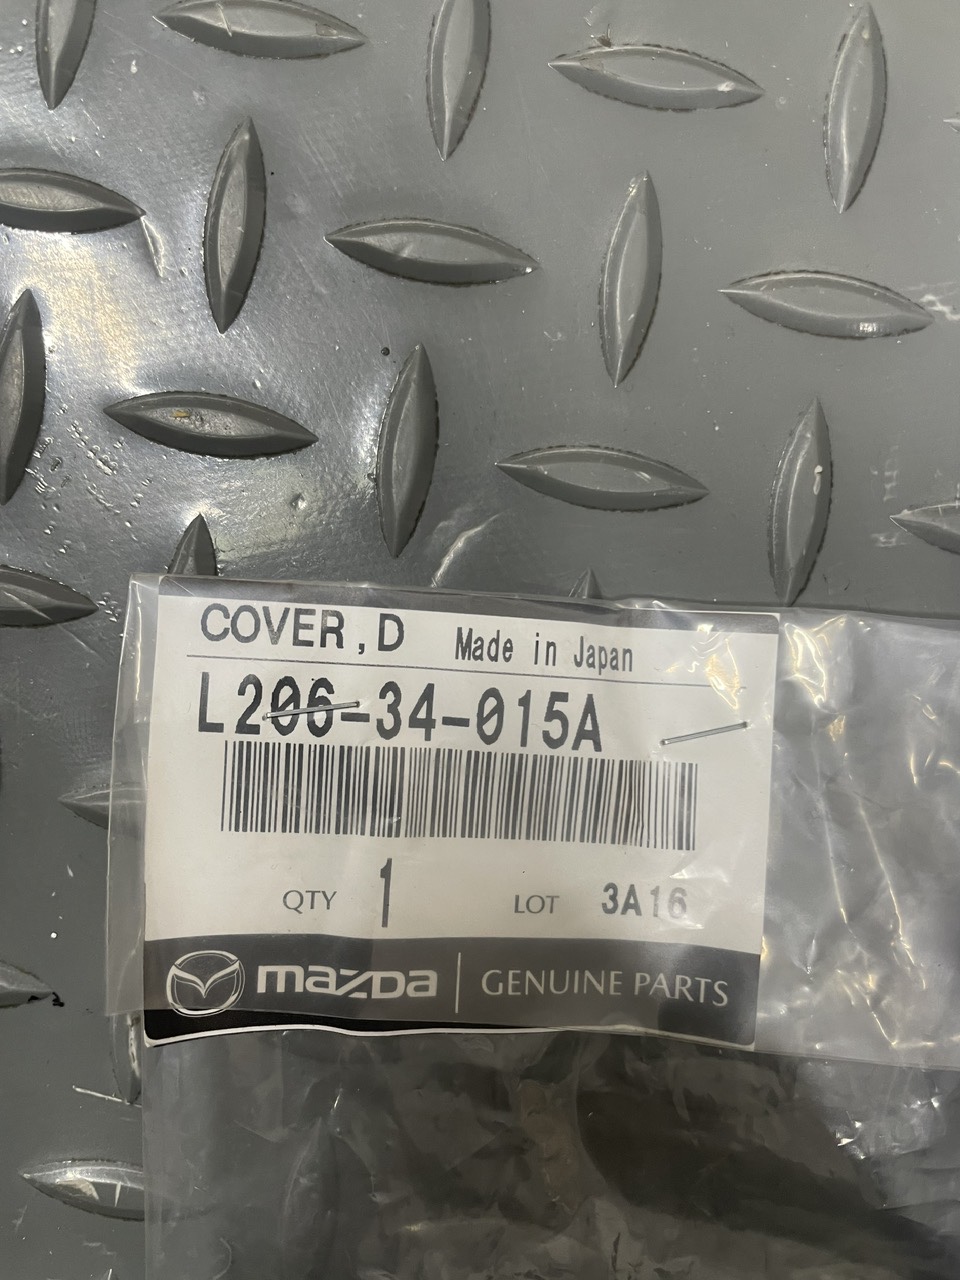 COVER,D Made in Japan
L206-34-015A
QTY 1 LOT 3A16
mazda GENUINE PARTS